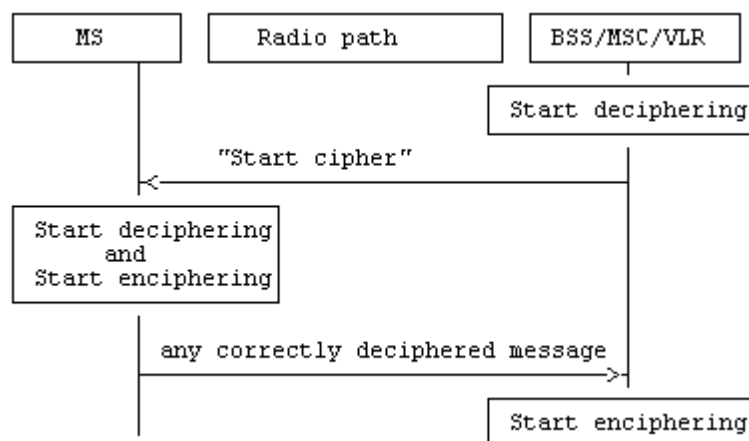 MS
Radio path
BSS/MSC/VLR
Start deciphering
"Start cipher"
Start deciphering
and
Start enciphering
any correctly deciphered message
Start enciphering